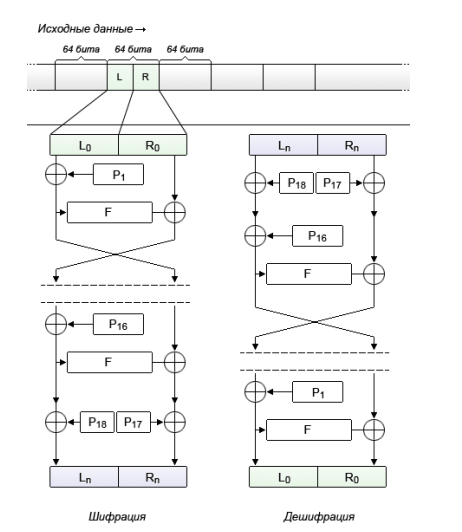 Исходные данные→
64 бита 64 бита 64 бита
L R
L0 R0
P1
F
P16
F
P18 P17
Ln Rn
Шифрация
Ln Rn
P18 P17
P16
F
P1
F
L0 R0
Дешифрация